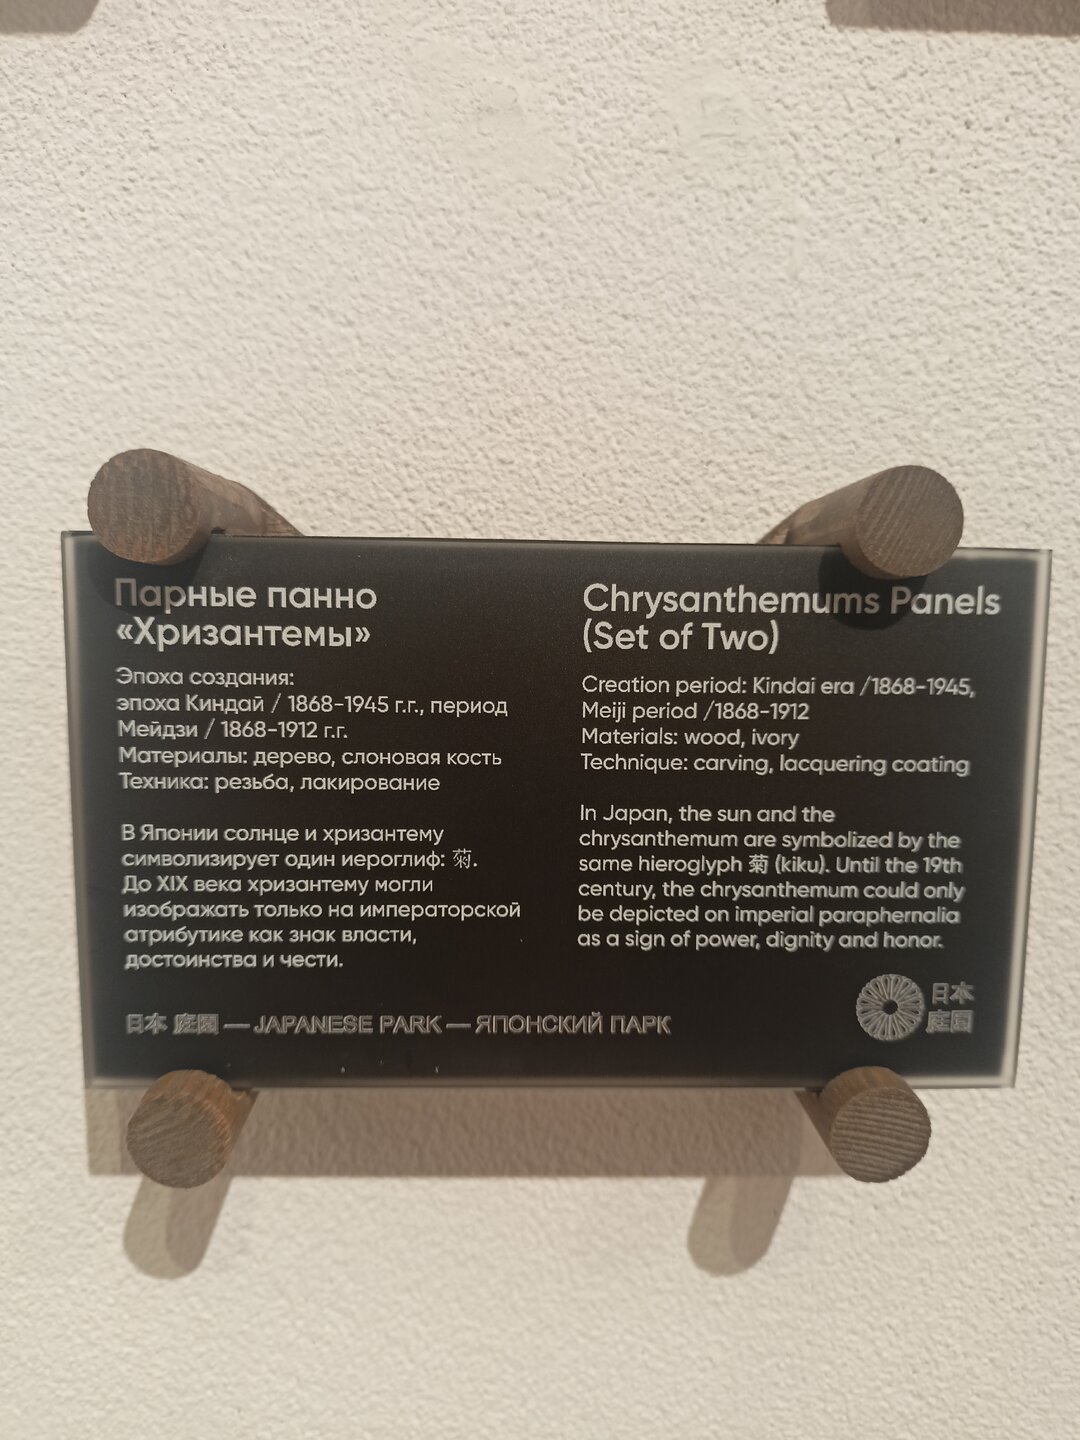 Парные панно
«Хризантемы»
Эпоха создания:
эпоха Киндай / 1868-1945 г.г., период
Мейдзи / 1868-1912 г.г.
Материалы: дерево, слоновая кость
Техника: резьба, лакирование
В Японии солнце и хризантему
символизирует один иероглиф: 菊.
До XIX века хризантему могли
изображать только на императорской
атрибутике как знак власти,
достоинства и чести.
Chrysanthemums Panels
(Set of Two)
Creation period: Kindai era /1868-1945,
Meiji period /1868-1912
Materials: wood, ivory
Technique: carving, lacquering coating
In Japan, the sun and the
chrysanthemum are symbolized by the
same hieroglyph 菊 (kiku). Until the 19th
century, the chrysanthemum could only
be depicted on imperial paraphernalia
as a sign of power, dignity and honor.
日本 庭園 — JAPANESE PARK — ЯПОНСКИЙ ПАРК
日本
庭園